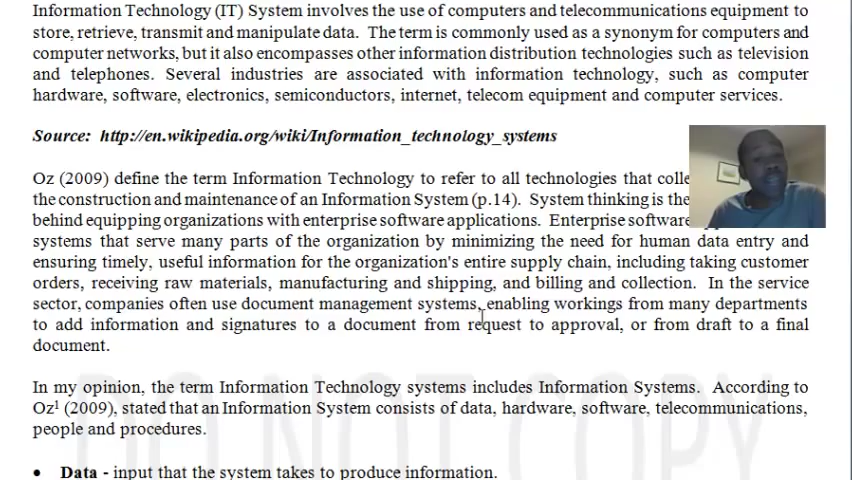 Information Technology (IT) System involves the use of computers and telecommunications equipment to
store, retrieve, transmit and manipulate data. The term is commonly used as a synonym for computers and
computer networks, but it also encompasses other information distribution technologies such as television
and telephones. Several industries are associated with information technology, such as computer
hardware, software, electronics, semiconductors, internet, telecom equipment and computer services.
Source: http://en.wikipedia.org/wiki/Information_technology_systems
Oz (2009) define the term Information Technology to refer to all technologies that
the construction and maintenance of an Information System (p.14). System thinking is the
behind equipping organizations with enterprise software applications. Enterprise software
systems that serve many parts of the organization by minimizing the need for human data entry and
ensuring timely, useful information for the organization's entire supply chain, including taking customer
orders, receiving raw materials, manufacturing and shipping, and billing and collection. In the service
sector, companies often use document management systems, enabling workings from many departments
to add information and signatures to a document from request to approval, or from draft to a final
document.
In my opinion, the term Information Technology systems includes Information Systems. According to
Oz¹ (2009), stated that an Information System consists of data, hardware, software, telecommunications,
people and procedures.
• Data - input that the system takes to produce information.
DO NOT COPY